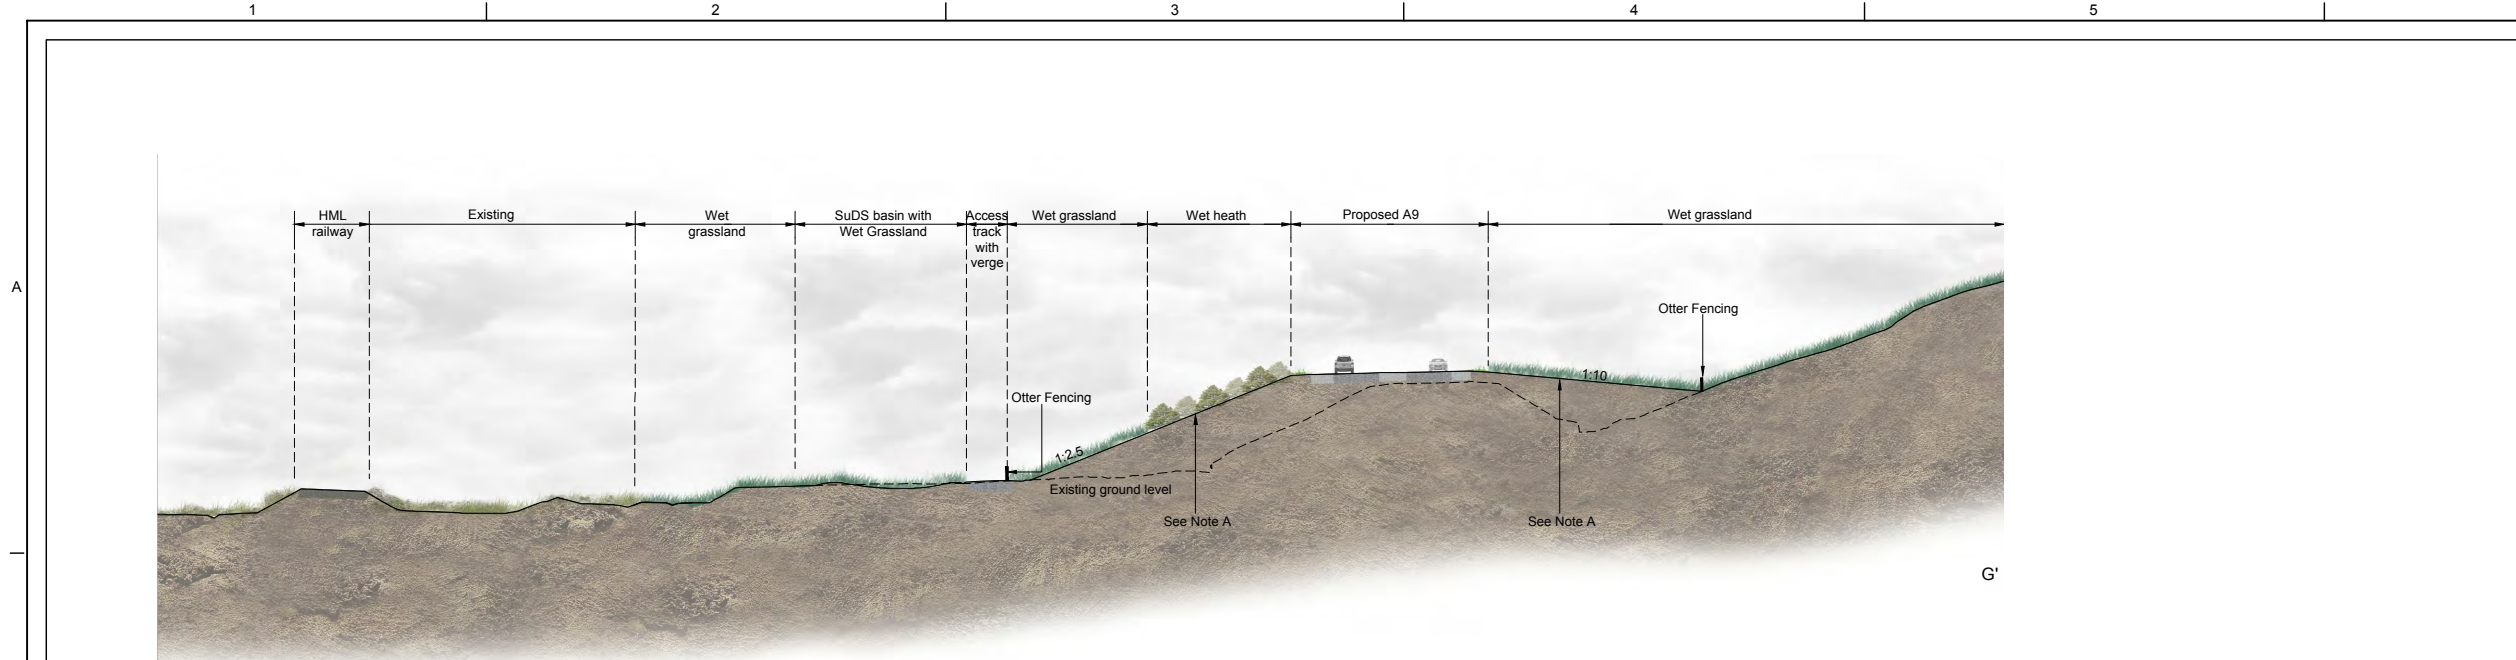 1 2 3 4 5
A
HML
railway
Existing
Wet
grassland
SuDS basin with
Wet Grassland
Access
track
with
verge
Wet grassland
Wet heath
Proposed A9
Wet grassland
Otter Fencing
1:10
Otter Fencing
1:2.5
Existing ground level
See Note A
See Note A
G'